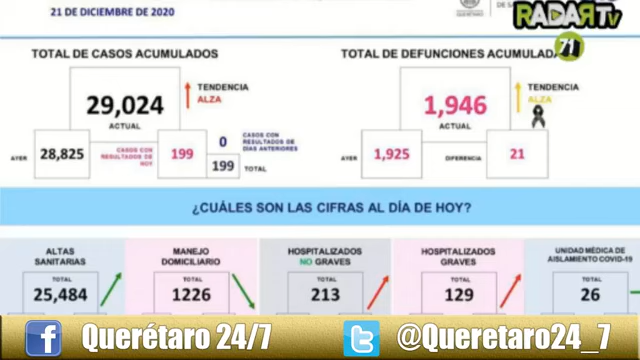 21 DE DICIEMBRE DE 2020
QUERÉTARO
RADARTv
71
TOTAL DE CASOS ACUMULADOS
29,024
ACTUAL
TENDENCIA
ALZA
AYER
28,825
CASOS CON
RESULTADOS DE
HOY
199
0
CASOS CON
RESULTADOS DE
DÍAS ANTERIORES
199
TOTAL
TOTAL DE DEFUNCIONES ACUMULADA
1,946
ACTUAL
TENDENCIA
ALZA
AYER
1,925
DIFERENCIA
21
¿CUÁLES SON LAS CIFRAS AL DÍA DE HOY?
ALTAS
SANITARIAS
TOTAL
25,484
MANEJO
DOMICILIARIO
TOTAL
1226
HOSPITALIZADOS
NO GRAVES
TOTAL
213
HOSPITALIZADOS
GRAVES
TOTAL
129
UNIDAD MÉDICA DE
AISLAMIENTO COVID-19
TOTAL
26
Querétaro 24/7
@Queretaro24_7